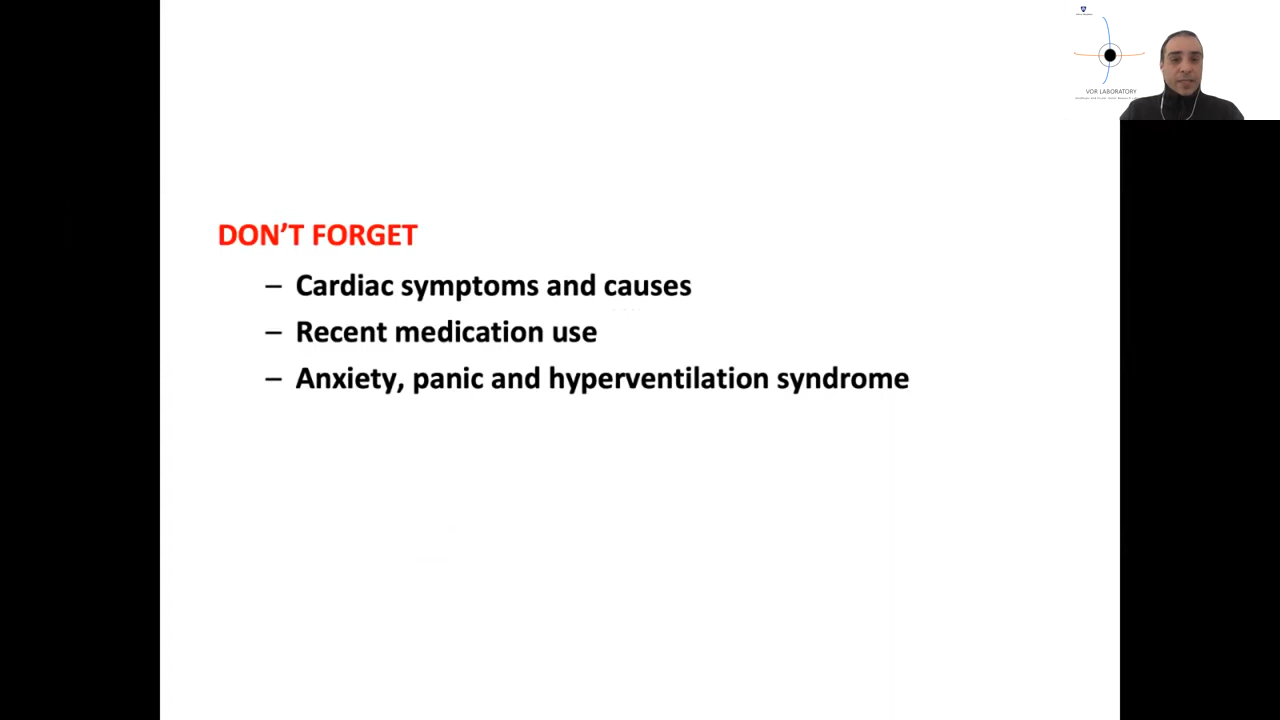 VOR LABORATORY
DON'T FORGET
– Cardiac symptoms and causes
– Recent medication use
– Anxiety, panic and hyperventilation syndrome